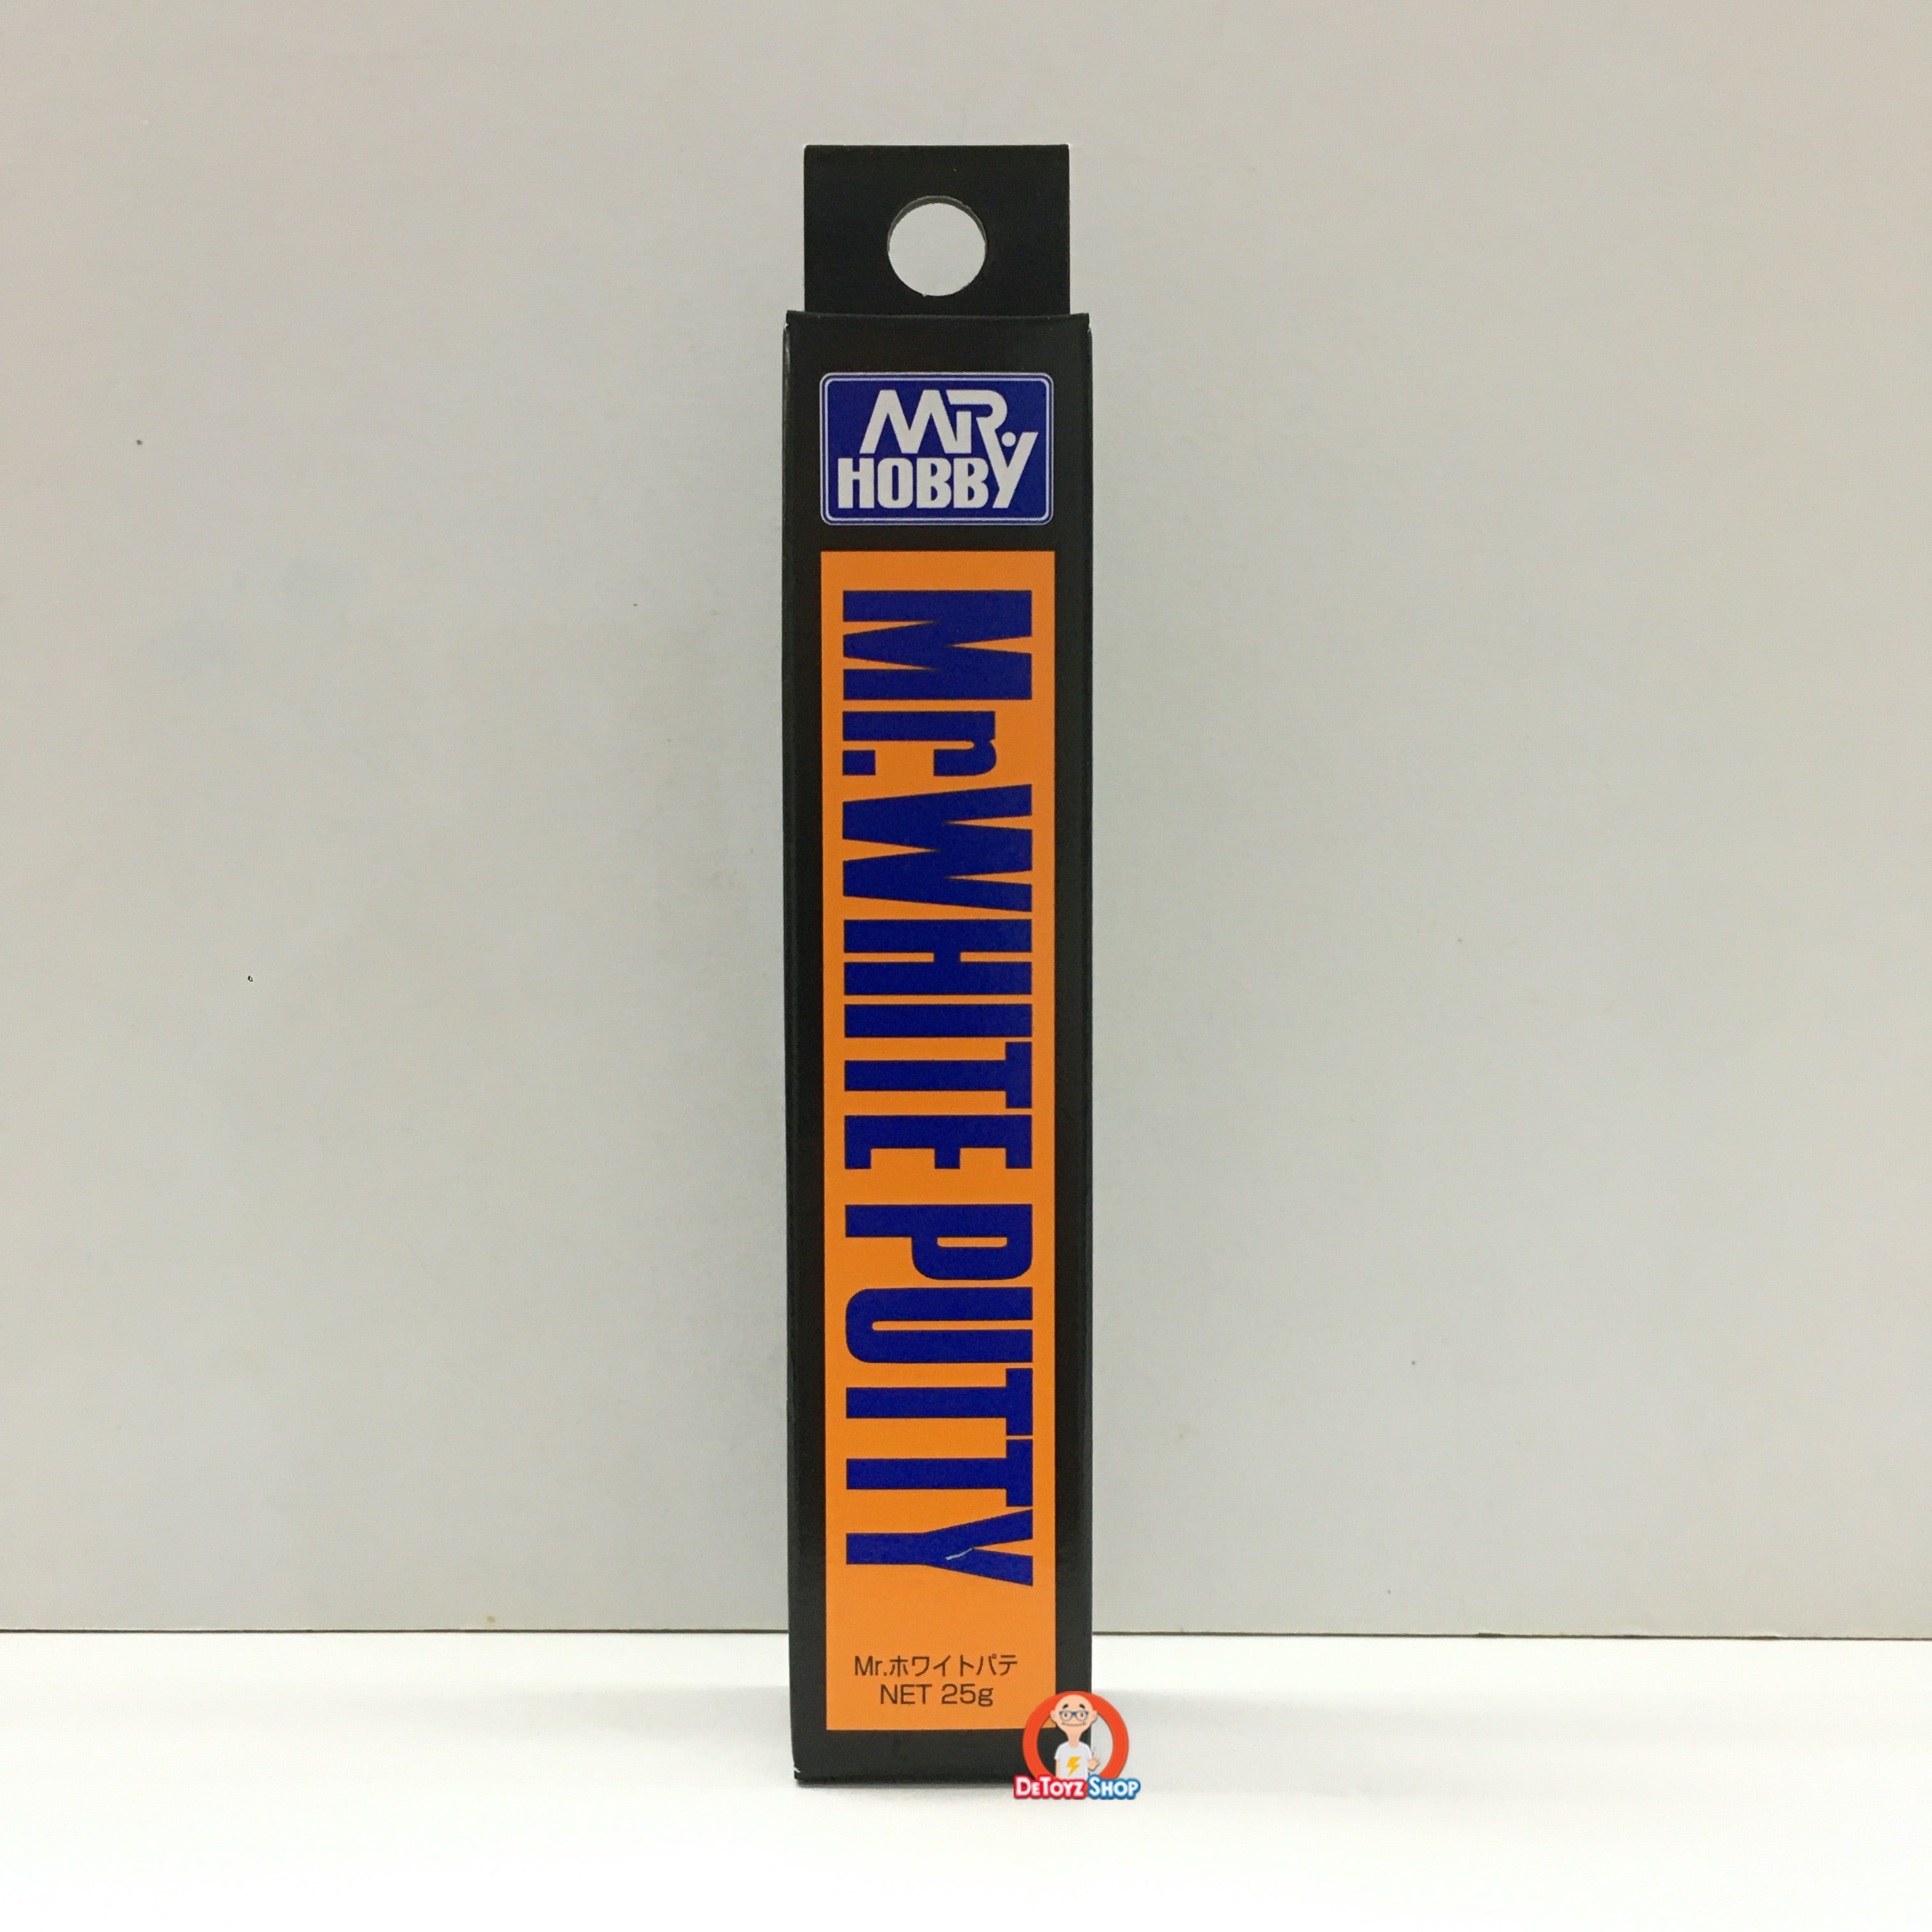 MR.
HOBBY
Mr.WHITE PUTTY
Mr.ホワイトパテ
NET 25g
DETOYZ SHOP